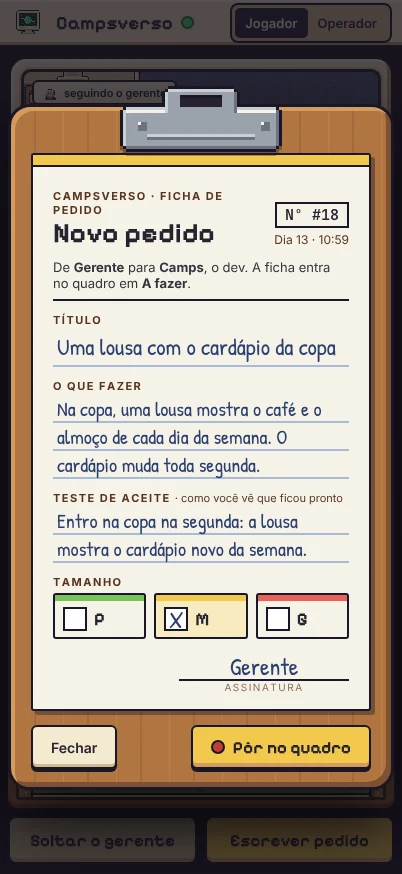 Campsverso
Jogador
Operador
seguindo o gerente
CAMPSVERSO · FICHA DE
PEDIDO
Novo pedido
N° #18
Dia 13 · 10:59
De Gerente para Camps, o dev. A ficha entra
no quadro em A fazer.
TÍTULO
Uma lousa com o cardápio da copa
O QUE FAZER
Na copa, uma lousa mostra o café e o
almoço de cada dia da semana. O
cardápio muda toda segunda.
TESTE DE ACEITE · como você vê que ficou pronto
Entro na copa na segunda: a lousa
mostra o cardápio novo da semana.
TAMANHO
P
X M
G
Gerente
ASSINATURA
Fechar
Pôr no quadro
Soltar o gerente
Escrever pedido